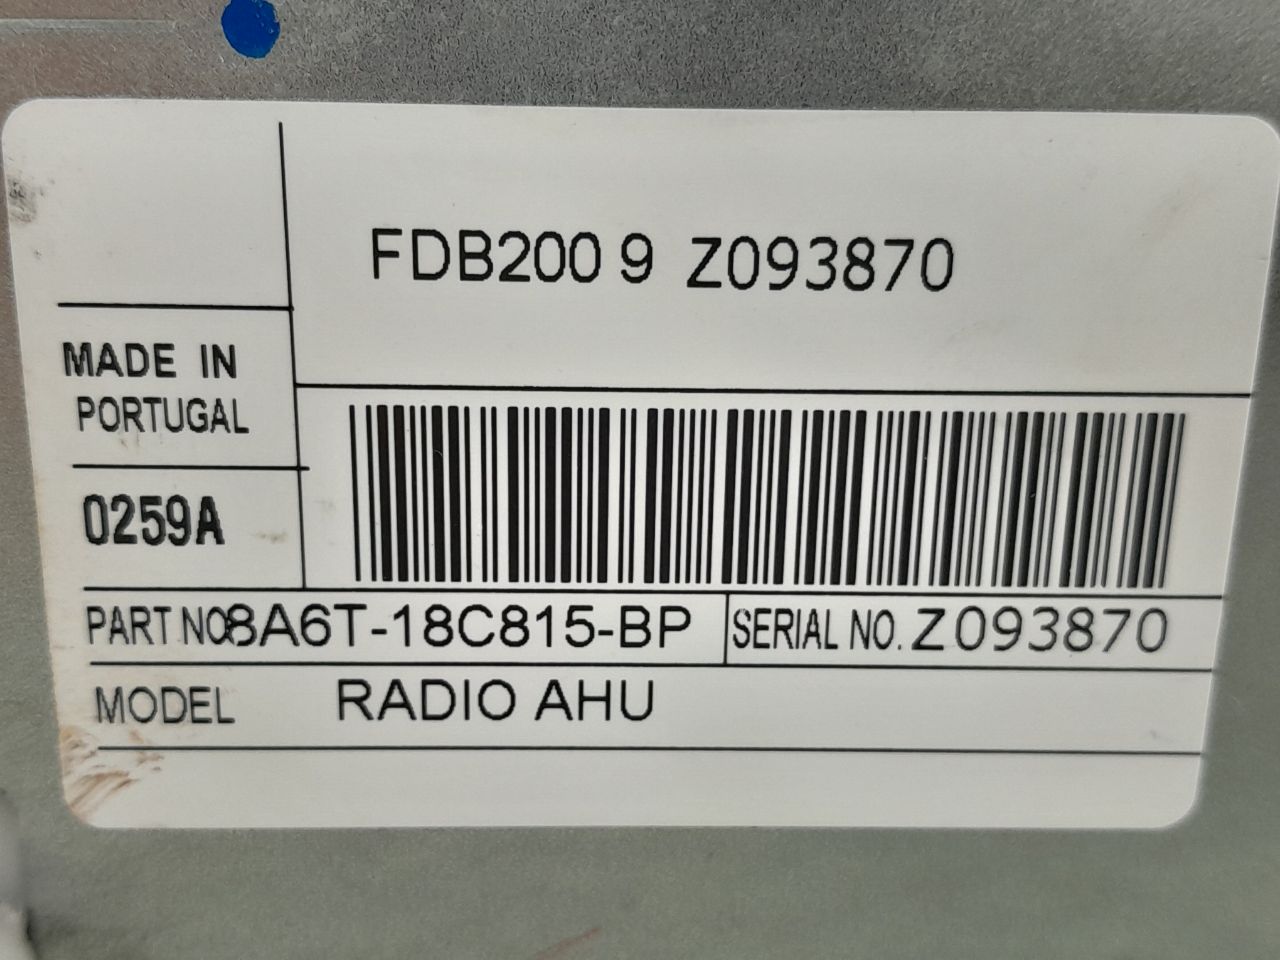 FDB200 9 Z093870
MADE IN
PORTUGAL
0259A
PART NO 8A6T-18C815-BP
SERIAL NO. Z093870
MODEL RADIO AHU